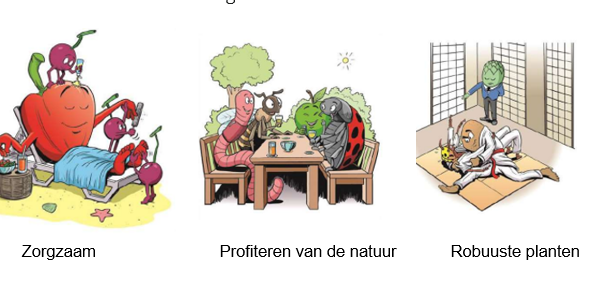 Zorgzaam
Profiteren van de natuur
Robuuste planten